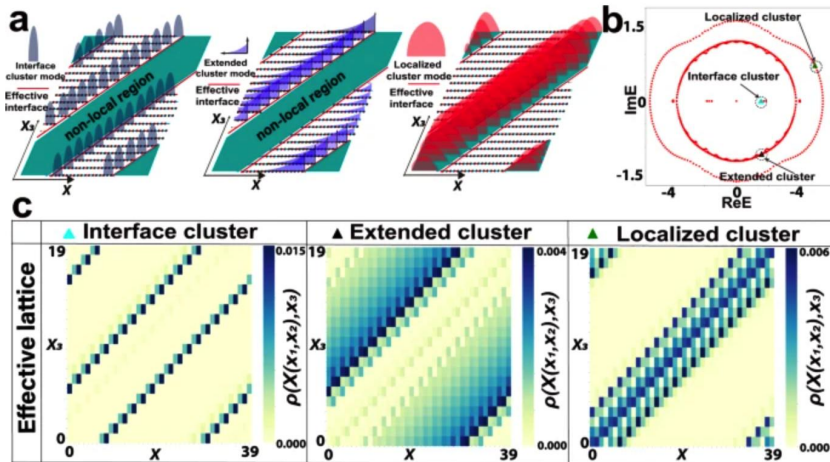 a
Interface
cluster mode
Effective
interface
non-local region
X₃
X
Extended
cluster mode
Effective
interface
non-local region
X₃
X
Localized
cluster mode
Effective
interface
X₃
X
b
Localized cluster
Interface cluster
Extended cluster
1.5
0
-1.5
ImE
-4 0 -4
ReE
c
Interface cluster
Extended cluster
Localized cluster
Effective lattice
19
X₃
0
0 X 39
0.015
0.000
ρ(X(x₁,x₂),x₃)
19
X₃
0
0 X 39
0.004
0.000
ρ(X(x₁,x₂),x₃)
19
X₃
0
0 X 39
0.006
0.000
ρ(X(x₁,x₂),x₃)